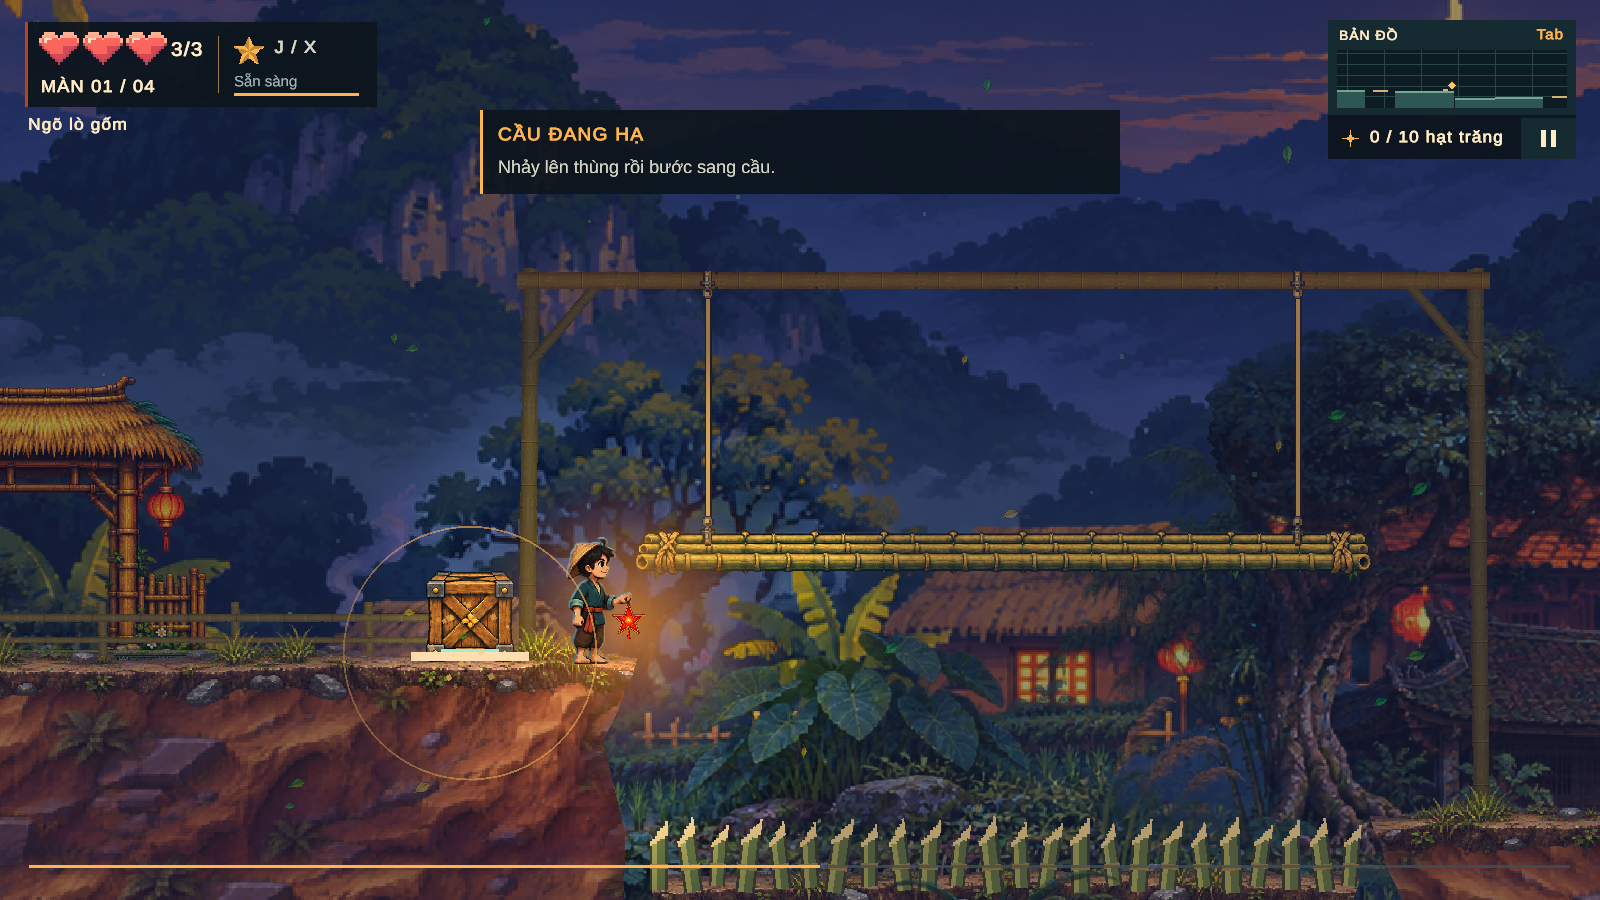 3/3
J / X
Sẵn sàng
MÀN 01 / 04
Ngõ lò gốm
CẦU ĐANG HẠ
Nhảy lên thùng rồi bước sang cầu.
BẢN ĐỒ
Tab
0 / 10 hạt trăng